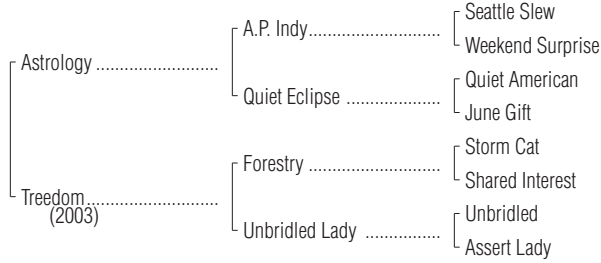 Seattle Slew
A.P. Indy..............................
Weekend Surprise
Astrology ............................
Quiet American
Quiet Eclipse .....................
June Gift
Storm Cat
Forestry ..............................
Shared Interest
Treedom..............................
(2003)
Unbridled
Unbridled Lady .................
Assert Lady